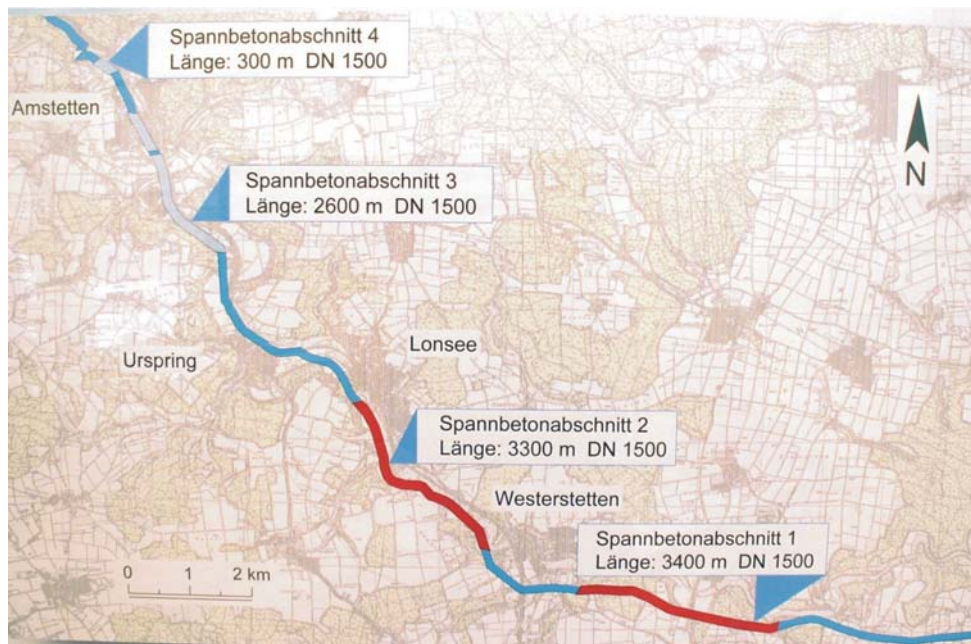 Spannbetonabschnitt 4
Länge: 300 m DN 1500
Amstetten
Spannbetonabschnitt 3
Länge: 2600 m DN 1500
N
Urspring
Lonsee
Spannbetonabschnitt 2
Länge: 3300 m DN 1500
Westerstetten
Spannbetonabschnitt 1
Länge: 3400 m DN 1500
0 1 2 km